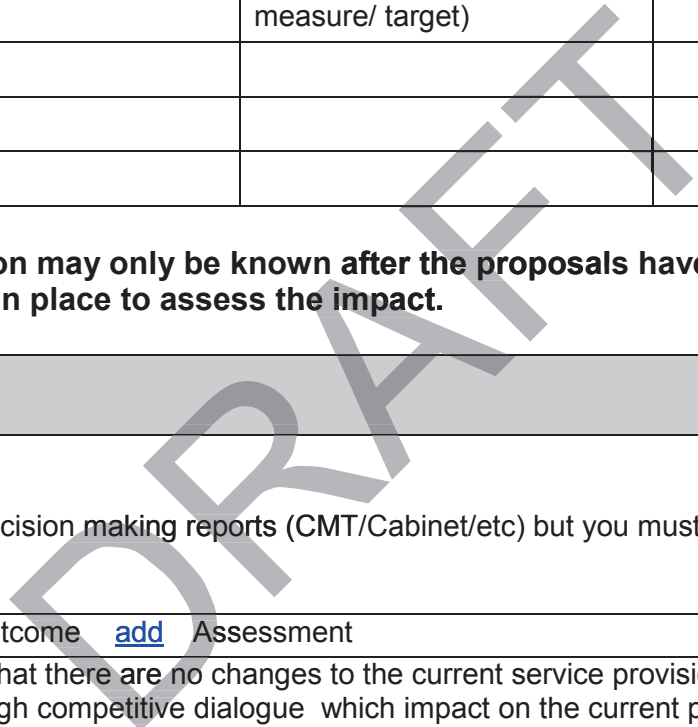 measure/ target)
on may only be known after the proposals have
n place to assess the impact.
cision making reports (CMT/Cabinet/etc) but you must
tcome add Assessment
hat there are no changes to the current service provisi
gh competitive dialogue which impact on the current p
DRAFT